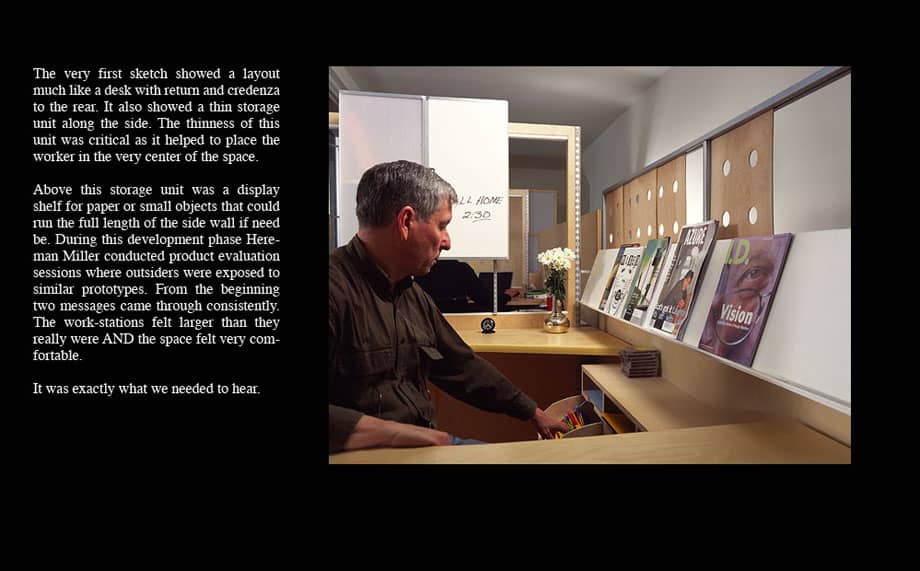 The very first sketch showed a layout
much like a desk with return and credenza
to the rear. It also showed a thin storage
unit along the side. The thinness of this
unit was critical as it helped to place the
worker in the very center of the space.
Above this storage unit was a display
shelf for paper or small objects that could
run the full length of the side wall if need
be. During this development phase Here-
man Miller conducted product evaluation
sessions where outsiders were exposed to
similar prototypes. From the beginning
two messages came through consistently.
The work-stations felt larger than they
really were AND the space felt very com-
fortable.
It was exactly what we needed to hear.
HOME
2:30
AZURE
I.D.
Vision